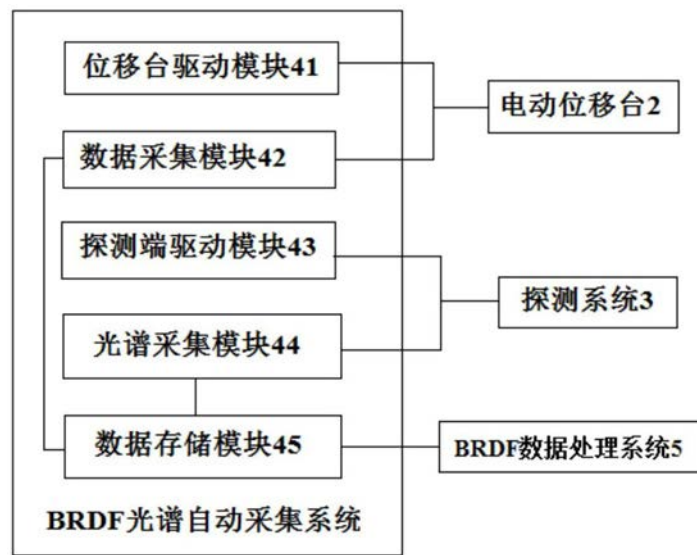 位移台驱动模块41
电动位移台2
数据采集模块42
探测端驱动模块43
探测系统3
光谱采集模块44
数据存储模块45
BRDF数据处理系统5
BRDF光谱自动采集系统